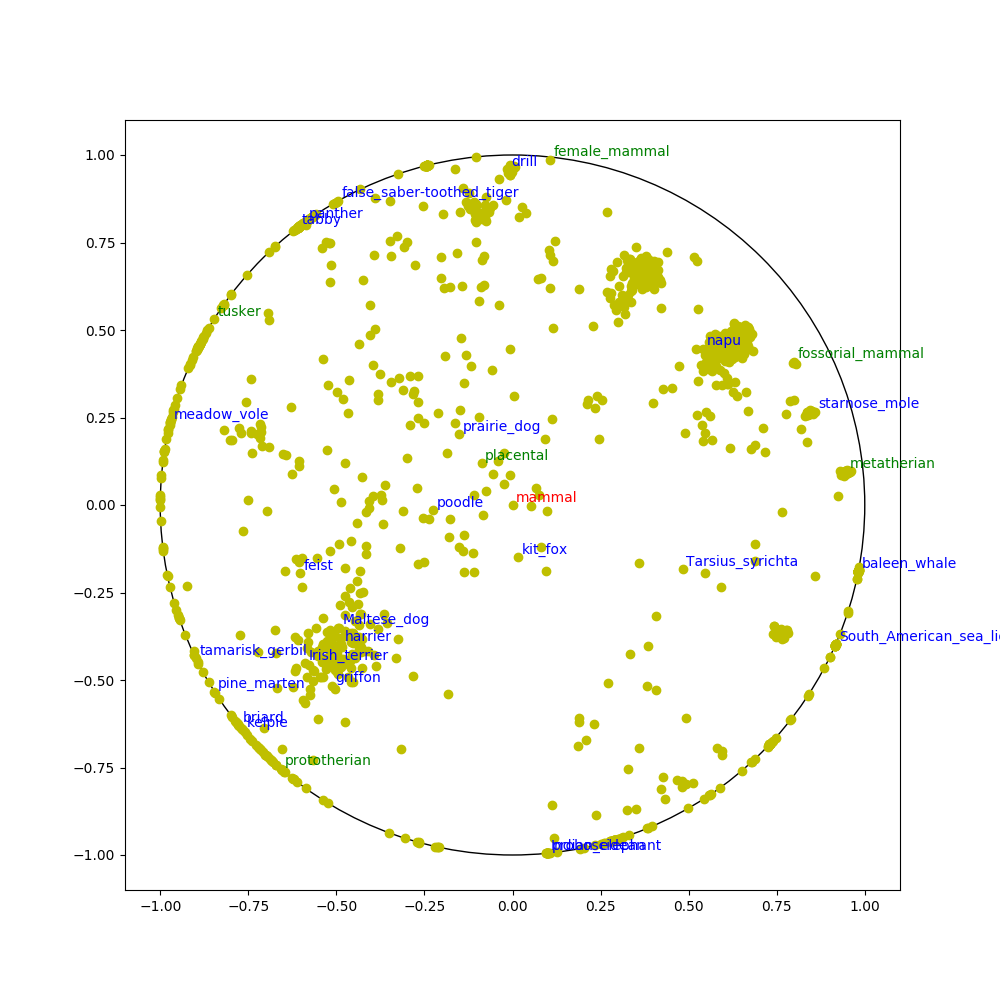 female_mammal
drill
1.00
false_saber-toothed_tiger
panther
tabby
0.75
tusker
0.50
napu
fossorial_mammal
starnose_mole
meadow_vole
0.25
prairie_dog
placental
metatherian
mammal
poodle
0.00
kit_fox
feist
Tarsius_syrichta
baleen_whale
−0.25
Maltese_dog
harrier
South_American_sea_lio
tamarisk_gerbil
Irish_terrier
griffon
pine_marten
−0.50
briard
kelpie
prototherian
−0.75
−1.00
−1.00 −0.75 −0.50 −0.25 0.00 0.25 0.50 0.75 1.00